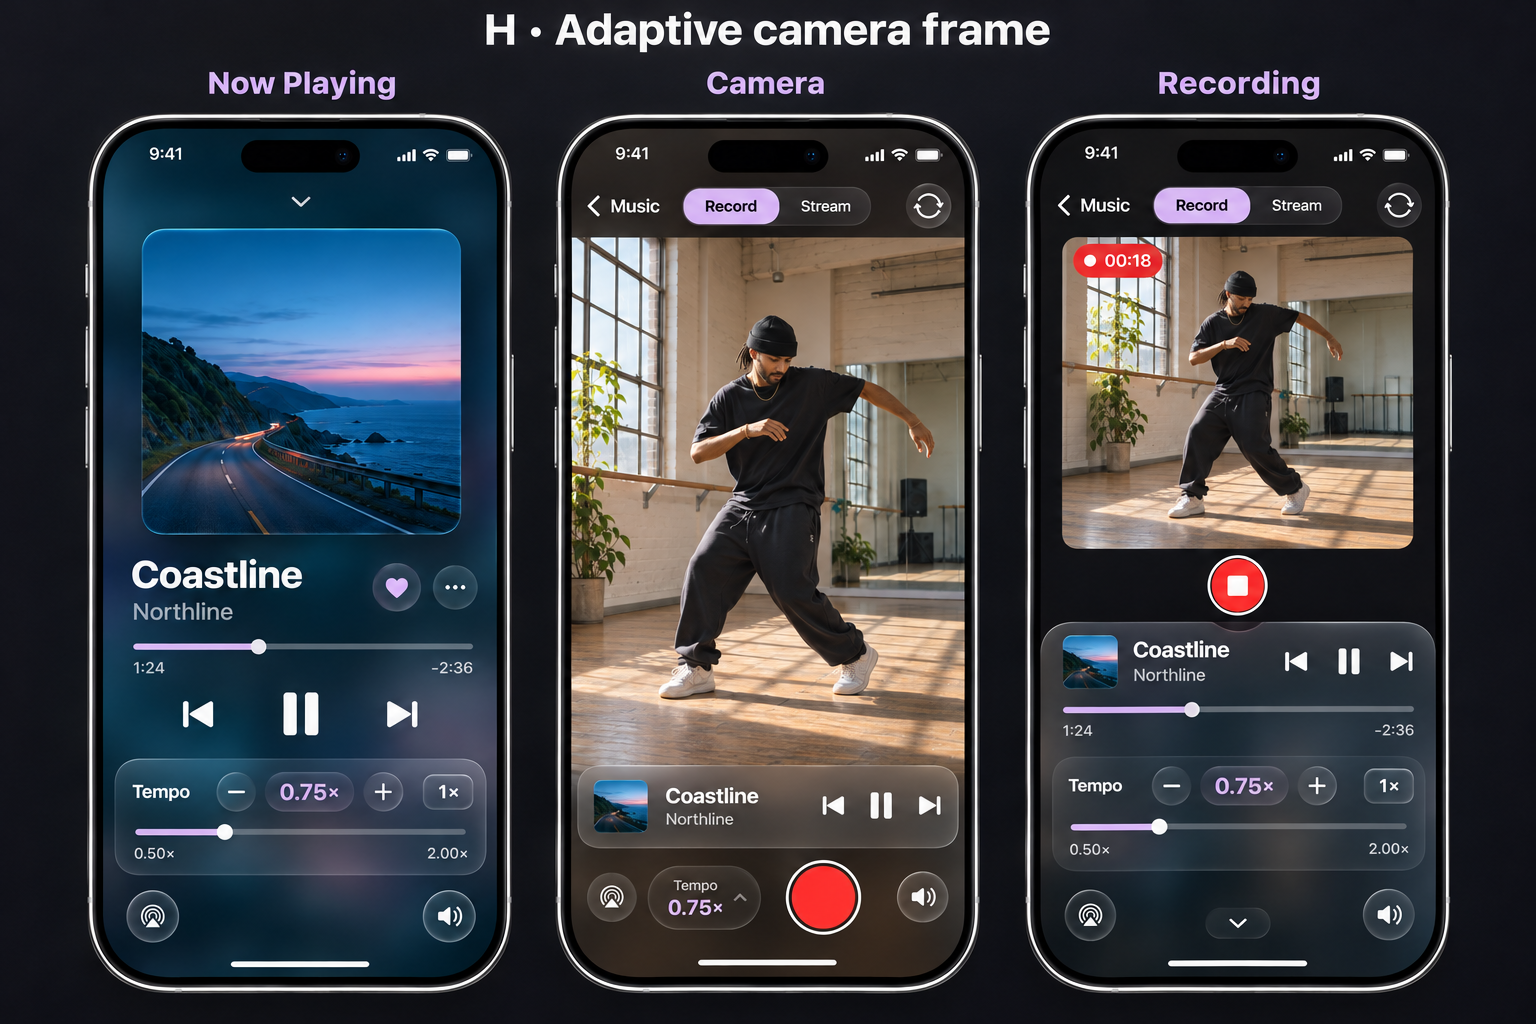 H • Adaptive camera frame
Now Playing
9:41
Coastline
Northline
1:24
-2:36
Tempo
0.75×
1×
0.50×
2.00×
Camera
9:41
Music
Record
Stream
Coastline
Northline
Tempo
0.75×
Recording
9:41
Music
Record
Stream
00:18
Coastline
Northline
1:24
-2:36
Tempo
0.75×
1×
0.50×
2.00×